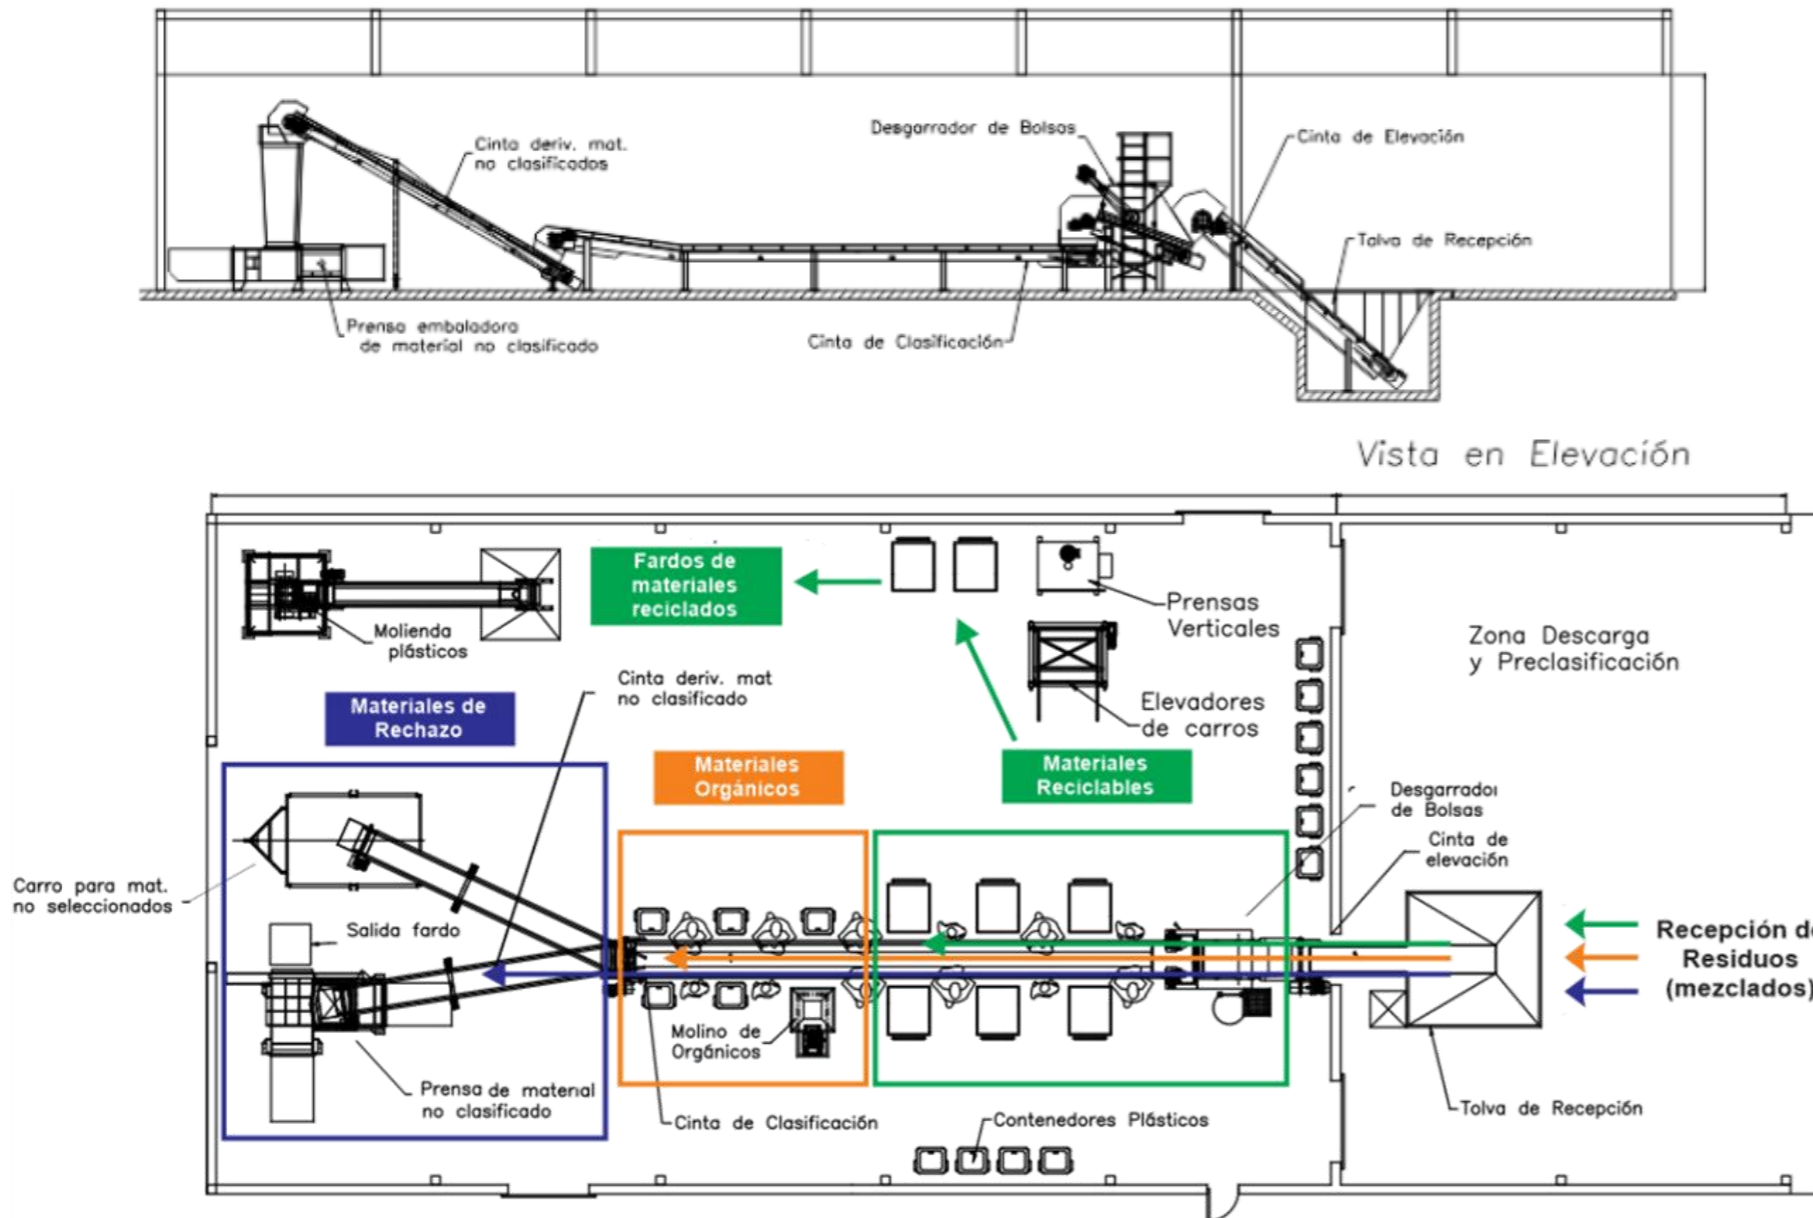 Cinta deriv. mat.
no clasificados
Desgarrador de Bolsas
Cinta de Elevación
Tolva de Recepción
Prensa embaladora
de material no clasificado
Cinta de Clasificación
Vista en Elevación
Fardos de
materiales
reciclados
Molienda
plásticos
Prensas
Verticales
Zona Descarga
y Preclasificación
Cinta deriv. mat
no clasificado
Elevadores
de carros
Materiales de
Rechazo
Materiales
Orgánicos
Materiales
Reciclables
Desgarrador
de Bolsas
Cinta de
elevación
Carro para mat.
no seleccionados
Salida fardo
Recepción de
Residuos
(mezclados)
Molino de
Orgánicos
Prensa de material
no clasificado
Cinta de Clasificación
Contenedores Plásticos
Tolva de Recepción